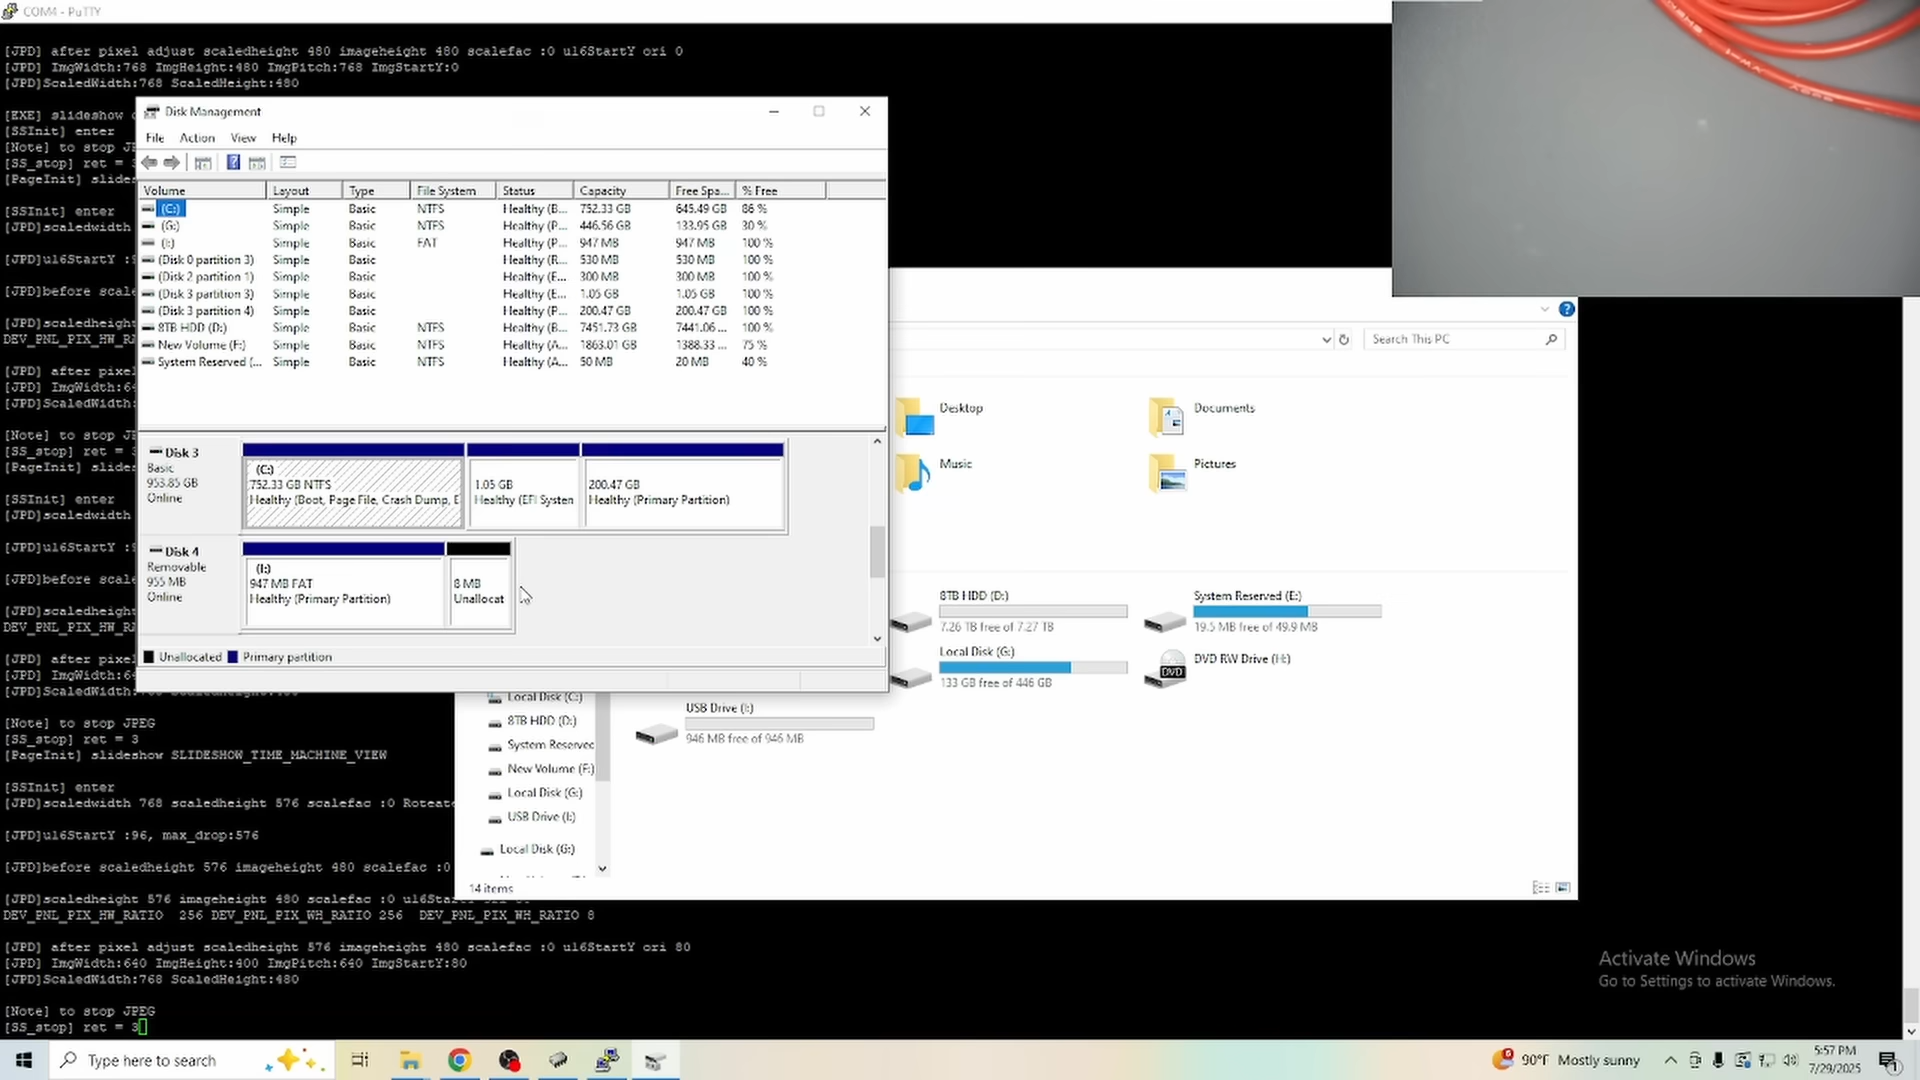 COM4 - PuTTY
[JPD] after pixel adjust scaledheight 480 imageheight 480 scalefac :0 u16StartY ori 0
[JPD] ImgWidth:768 ImgHeight:480 ImgPitch:768 ImgStartY:0
[JPD]ScaledWidth:768 ScaledHeight:480
[EXE] slideshow
[SSInit] enter
[Note] to stop
[SS_stop] ret =
[PageInit]
[SSInit] enter
[JPD]scaledwidth
[JPD]u16StartY
[JPD]before
[JPD]
[JPD] after
[JPD]
[JPD]
[Note] to stop
[SS_stop] ret =
[PageInit]
[SSInit] enter
[JPD]scaledwidth
[JPD]u16StartY
[JPD]before
[JPD]
[JPD] after
[JPD]
[Note] to stop JPEG
[SS_stop] ret = 3
[PageInit] slideshow SLIDESHOW_TIME_MACHINE_VIEW
[SSInit] enter
[JPD]scaledwidth 768 scaledheight 576 scalefac :0
[JPD]u16StartY :96, max_drop:576
[JPD]before scaledheight 576 imageheight 480 scalefac :0
[JPD]scaledheight 576 imageheight 480 scalefac :0
DEV_PNL_PIX_HW_RATIO 256 DEV_PNL_PIX_WH_RATIO 256 DEV_PNL_PIX_WH_RATIO 8
[JPD] after pixel adjust scaledheight 576 imageheight 480 scalefac :0 u16StartY ori 80
[JPD] ImgWidth:640 ImgHeight:400 ImgPitch:640 ImgStartY:80
[JPD]ScaledWidth:768 ScaledHeight:480
[Note] to stop JPEG
[SS_stop] ret = 3
Disk Management
File Action View Help
Volume Layout Type File System Status Capacity Free Spa... % Free
(C:) Simple Basic NTFS Healthy (B... 752.33 GB 645.49 GB 86 %
(G:) Simple Basic NTFS Healthy (P... 446.56 GB 133.95 GB 30 %
(I:) Simple Basic FAT Healthy (P... 947 MB 947 MB 100 %
(Disk 0 partition 3) Simple Basic Healthy (R... 530 MB 530 MB 100 %
(Disk 2 partition 1) Simple Basic Healthy (E... 300 MB 300 MB 100 %
(Disk 3 partition 3) Simple Basic Healthy (E... 1.05 GB 1.05 GB 100 %
(Disk 3 partition 4) Simple Basic Healthy (P... 200.47 GB 200.47 GB 100 %
8TB HDD (D:) Simple Basic NTFS Healthy (B... 7451.73 GB 7441.06 ... 100 %
New Volume (F:) Simple Basic NTFS Healthy (A... 1863.01 GB 1388.33 ... 75 %
System Reserved (... Simple Basic NTFS Healthy (A... 50 MB 20 MB 40 %
Disk 3
Basic
953.85 GB
Online
(C:)
752.33 GB NTFS
Healthy (Boot, Page File, Crash Dump, E
1.05 GB
Healthy (EFI System
200.47 GB
Healthy (Primary Partition)
Disk 4
Removable
955 MB
Online
(I:)
947 MB FAT
Healthy (Primary Partition)
8 MB
Unallocat
Unallocated Primary partition
Search This PC
Desktop
Documents
Music
Pictures
8TB HDD (D:)
7.26 TB free of 7.27 TB
System Reserved (E:)
19.5 MB free of 49.9 MB
Local Disk (G:)
133 GB free of 446 GB
DVD RW Drive (H:)
DVD
USB Drive (I:)
946 MB free of 946 MB
Local Disk (C:)
8TB HDD (D:)
System Reserved
New Volume (F:)
Local Disk (G:)
USB Drive (I:)
Local Disk (G:)
14 items
Activate Windows
Go to Settings to activate Windows.
Type here to search
90°F Mostly sunny
5:57 PM
7/29/2025